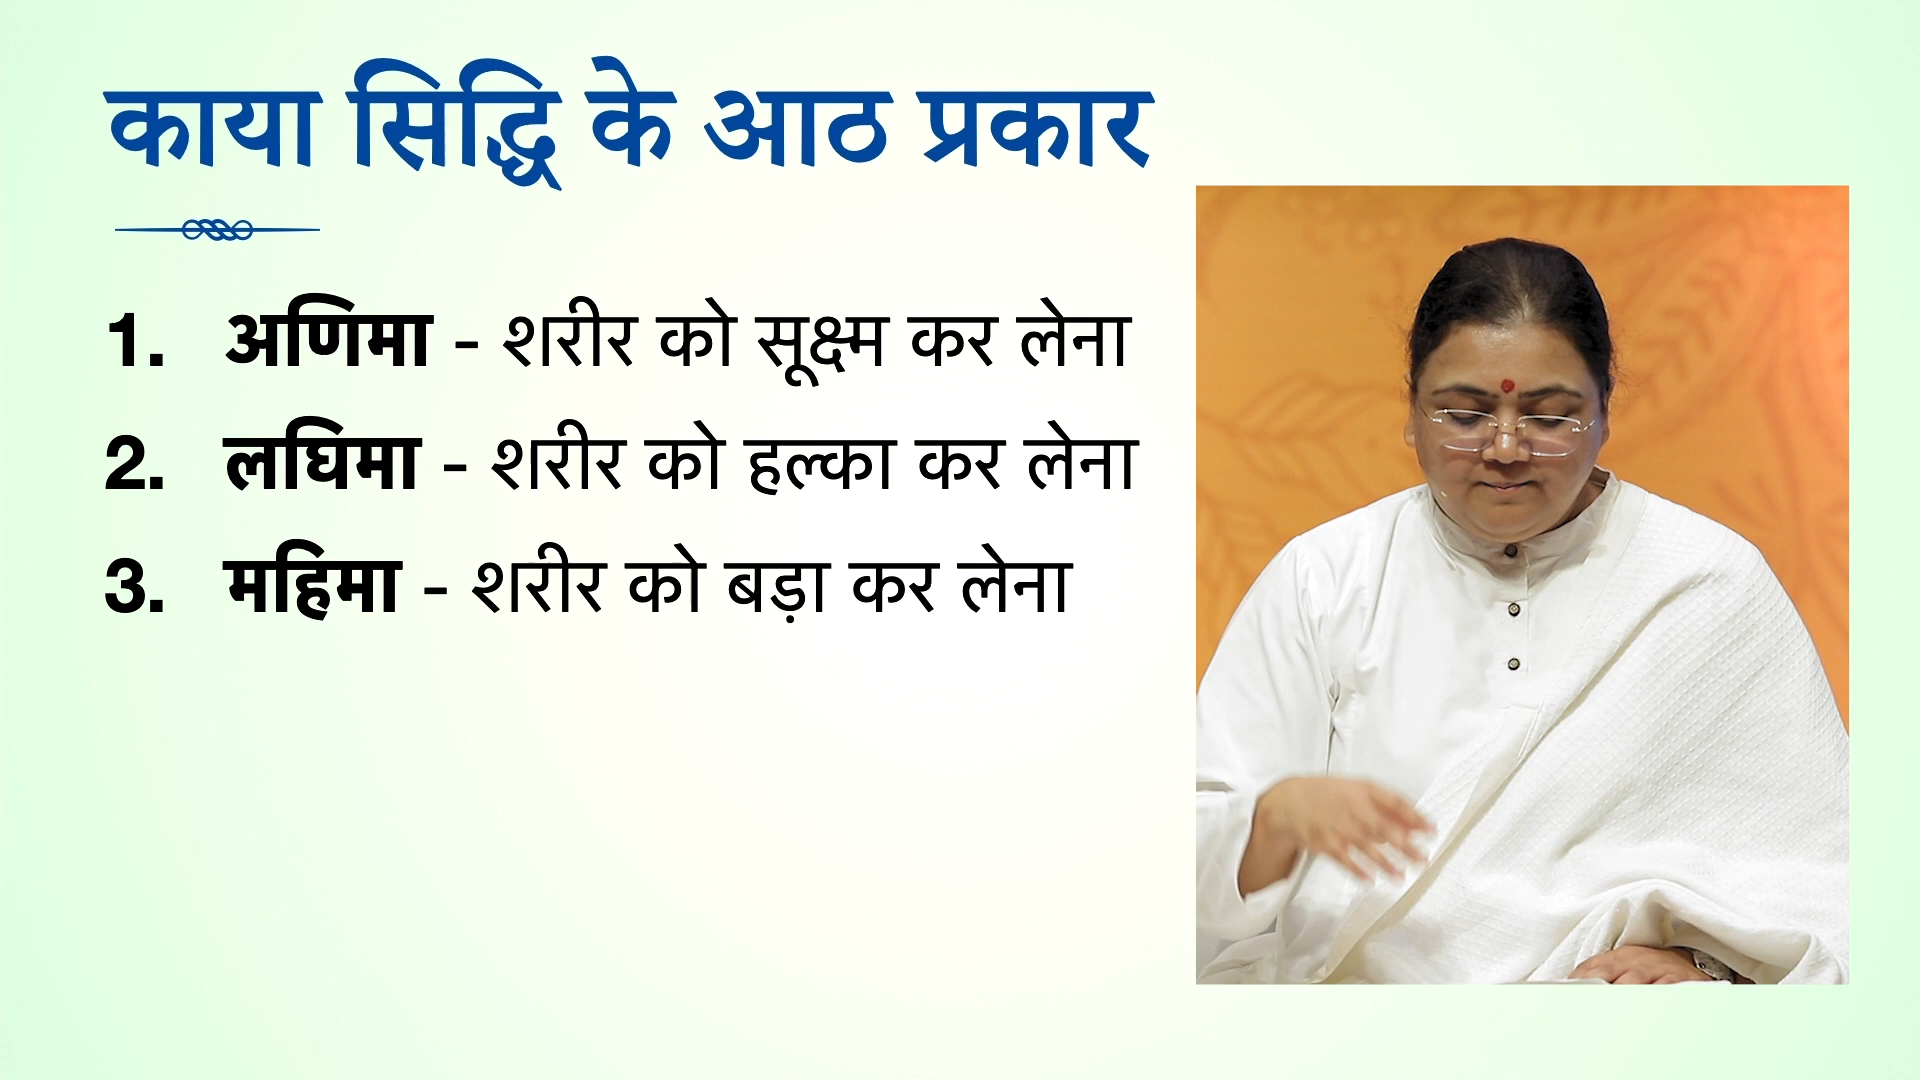 काया सिद्धि के आठ प्रकार
1. अणिमा - शरीर को सूक्ष्म कर लेना
2. लघिमा - शरीर को हल्का कर लेना
3. महिमा - शरीर को बड़ा कर लेना